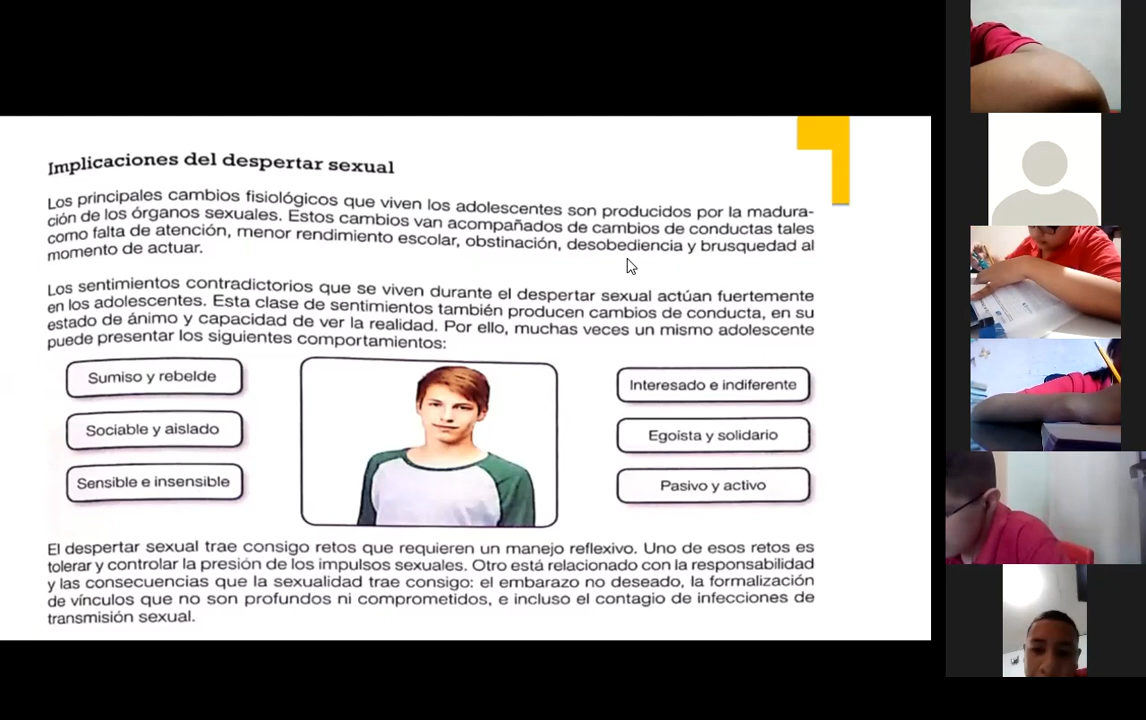 Implicaciones del despertar sexual
Los principales cambios fisiológicos que viven los adolescentes son producidos por la madura-
ción de los órganos sexuales. Estos cambios van acompañados de cambios de conductas tales
como falta de atención, menor rendimiento escolar, obstinación, desobediencia y brusquedad al
momento de actuar.
Los sentimientos contradictorios que se viven durante el despertar sexual actúan fuertemente
en los adolescentes. Esta clase de sentimientos también producen cambios de conducta, en su
estado de ánimo y capacidad de ver la realidad. Por ello, muchas veces un mismo adolescente
puede presentar los siguientes comportamientos:
Sumiso y rebelde
Sociable y aislado
Sensible e insensible
Interesado e indiferente
Egoísta y solidario
Pasivo y activo
El despertar sexual trae consigo retos que requieren un manejo reflexivo. Uno de esos retos es
tolerar y controlar la presión de los impulsos sexuales. Otro está relacionado con la responsabilidad
y las consecuencias que la sexualidad trae consigo: el embarazo no deseado, la formalización
de vínculos que no son profundos ni comprometidos, e incluso el contagio de infecciones de
transmisión sexual.